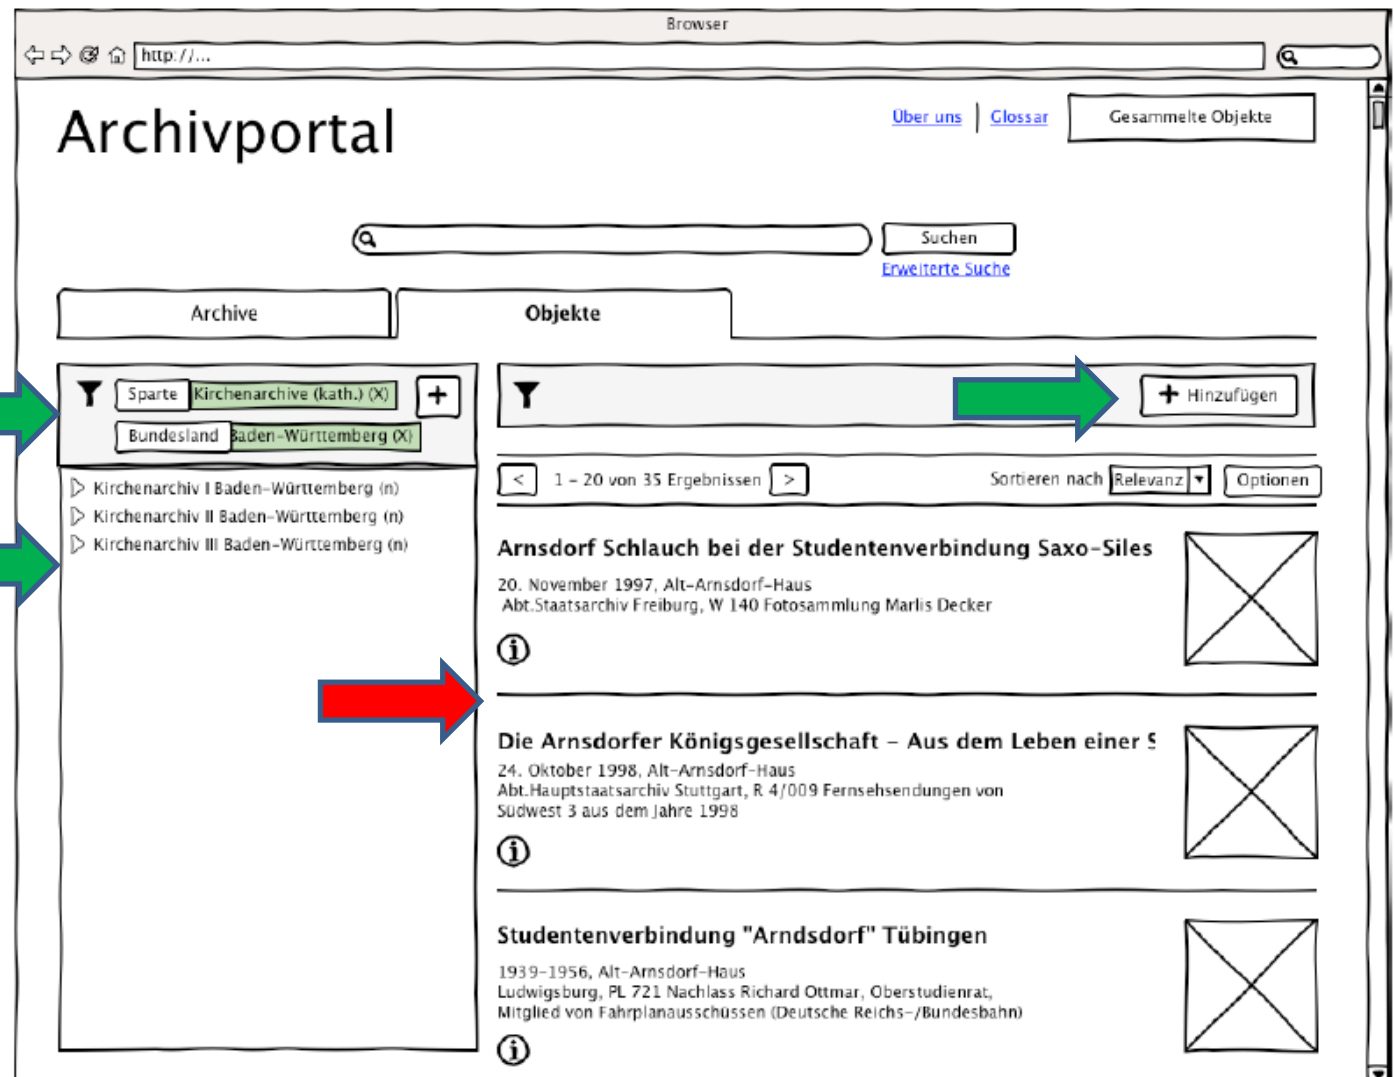 Browser
http://...
Archivportal
Über uns
Glossar
Gesammelte Objekte
Suchen
Erweiterte Suche
Archive
Objekte
Sparte Kirchenarchive (kath.) (X)
+
Bundesland Baden-Württemberg (X)
+ Hinzufügen
Kirchenarchiv I Baden-Württemberg (n)
Kirchenarchiv II Baden-Württemberg (n)
Kirchenarchiv III Baden-Württemberg (n)
< 1 - 20 von 35 Ergebnissen >
Sortieren nach Relevanz
Optionen
Arnsdorf Schlauch bei der Studentenverbindung Saxo-Siles
20. November 1997, Alt-Arnsdorf-Haus
Abt.Staatsarchiv Freiburg, W 140 Fotosammlung Marlis Decker
i
Die Arnsdorfer Königsgesellschaft - Aus dem Leben einer S
24. Oktober 1998, Alt-Arnsdorf-Haus
Abt.Hauptstaatsarchiv Stuttgart, R 4/009 Fernsehsendungen von
Südwest 3 aus dem Jahre 1998
i
Studentenverbindung "Arndsdorf" Tübingen
1939-1956, Alt-Arnsdorf-Haus
Ludwigsburg, PL 721 Nachlass Richard Ottmar, Oberstudienrat,
Mitglied von Fahrplanausschüssen (Deutsche Reichs-/Bundesbahn)
i